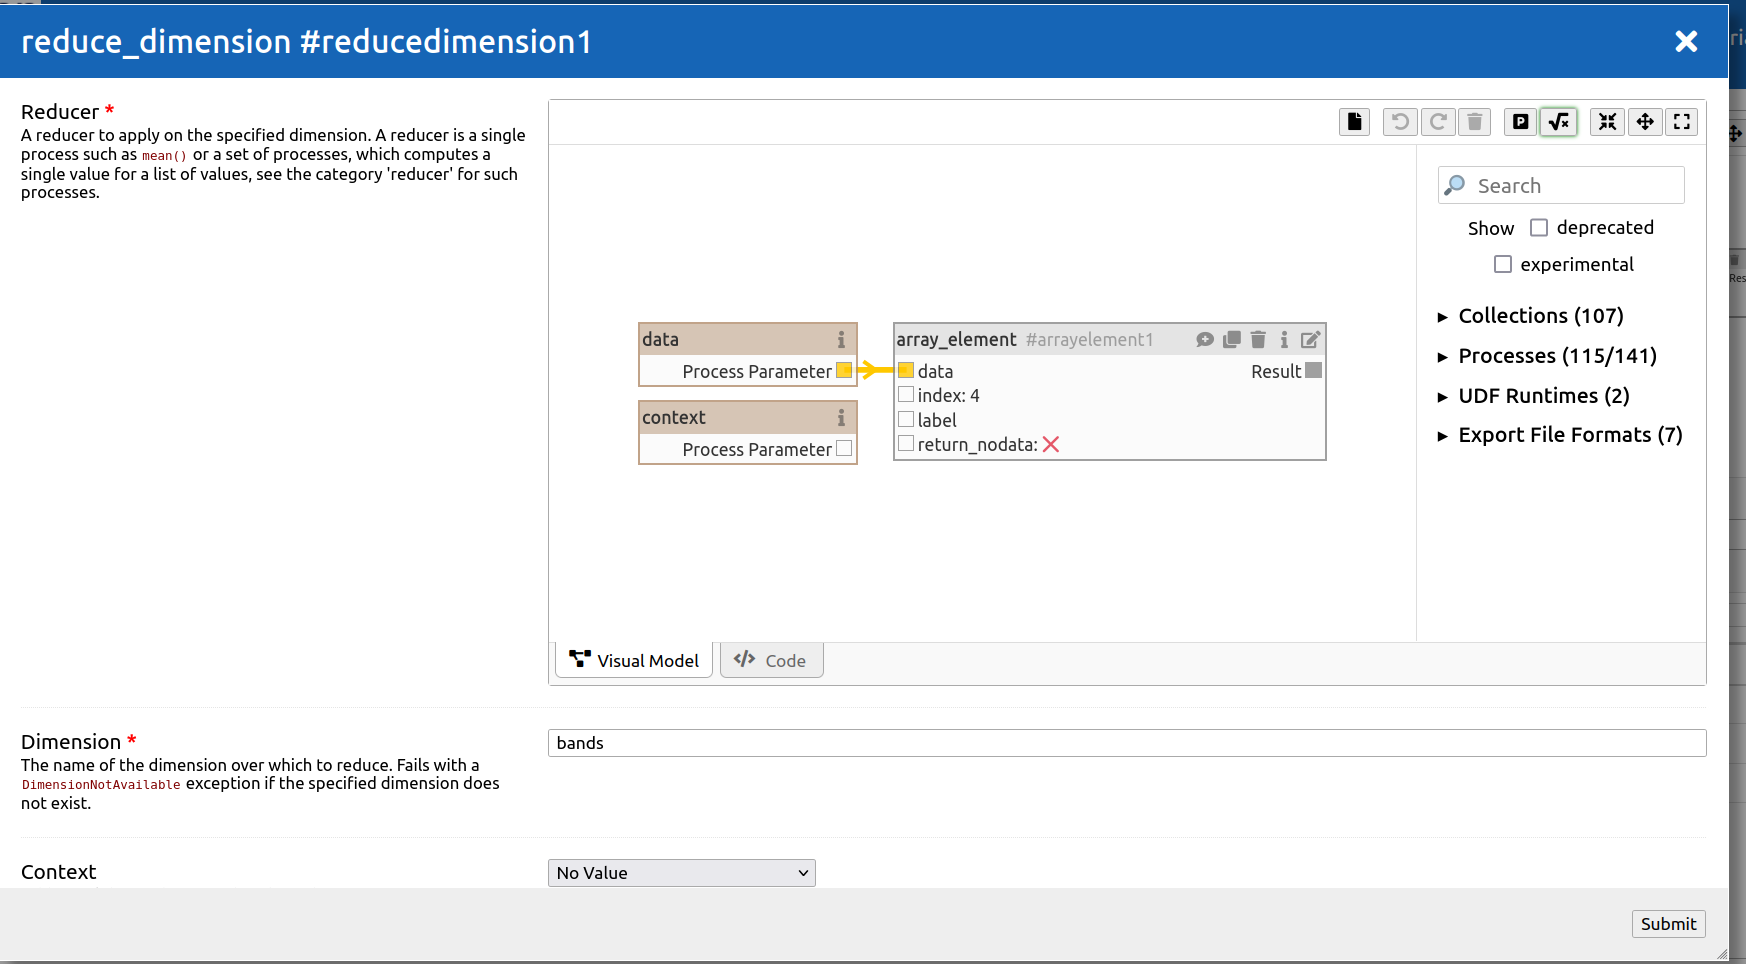 reduce_dimension #reducedimension1
Reducer *
A reducer to apply on the specified dimension. A reducer is a single
process such as mean() or a set of processes, which computes a
single value for a list of values, see the category 'reducer' for such
processes.
Search
Show deprecated
experimental
Collections (107)
Processes (115/141)
UDF Runtimes (2)
Export File Formats (7)
data
Process Parameter
context
Process Parameter
array_element #arrayelement1
data Result
index: 4
label
return_nodata:
Visual Model
Code
Dimension *
The name of the dimension over which to reduce. Fails with a
DimensionNotAvailable exception if the specified dimension does
not exist.
bands
Context
No Value
Submit
Res